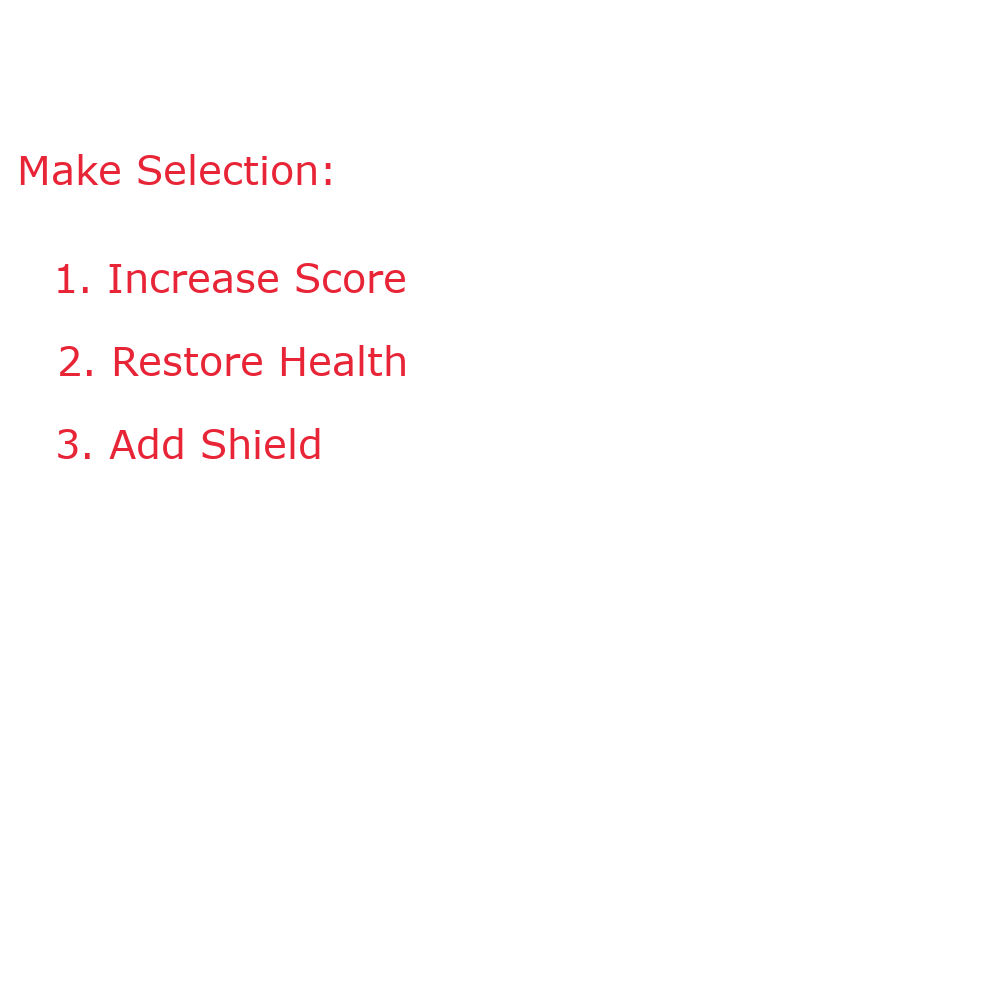 Make Selection:
1. Increase Score
2. Restore Health
3. Add Shield